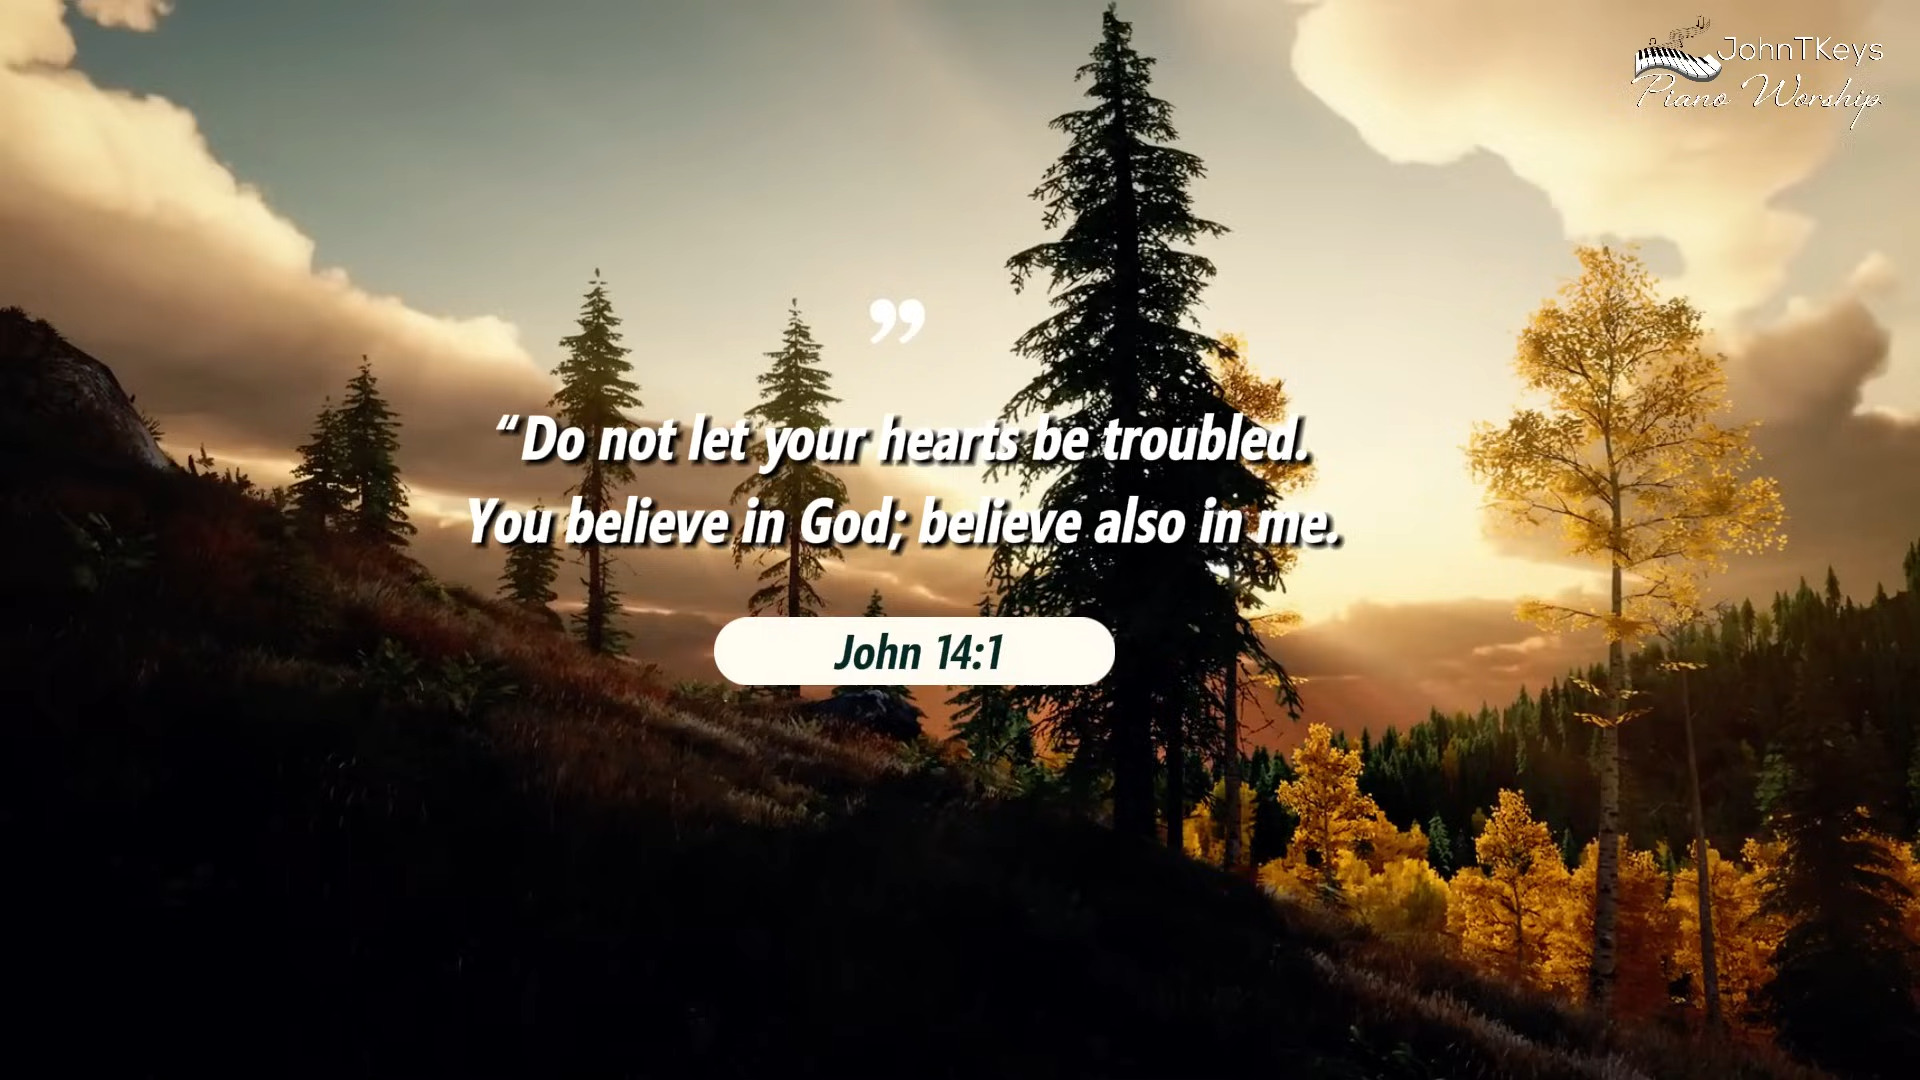 JohnTKeys
Piano Worship
”
“Do not let your hearts be troubled.
You believe in God; believe also in me.
John 14:1